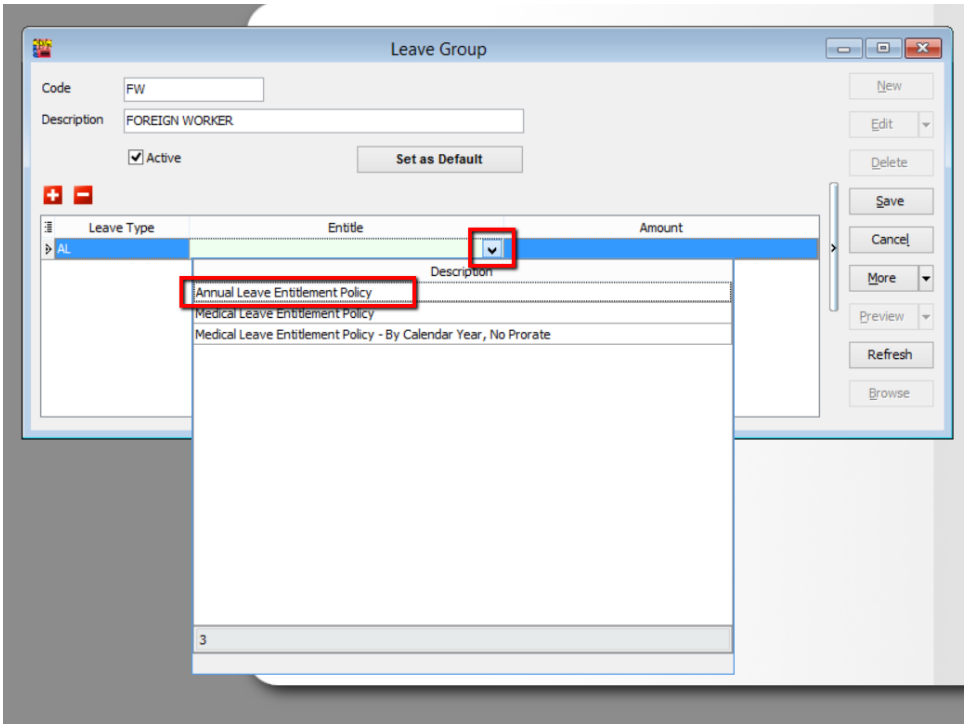 Leave Group
Code FW
New
Description FOREIGN WORKER
Edit
Active Set as Default
Delete
Save
Leave Type Entitle Amount
AL
Cancel
Description
Annual Leave Entitlement Policy
More
Medical Leave Entitlement Policy
Preview
Medical Leave Entitlement Policy - By Calendar Year, No Prorate
Refresh
Browse
3